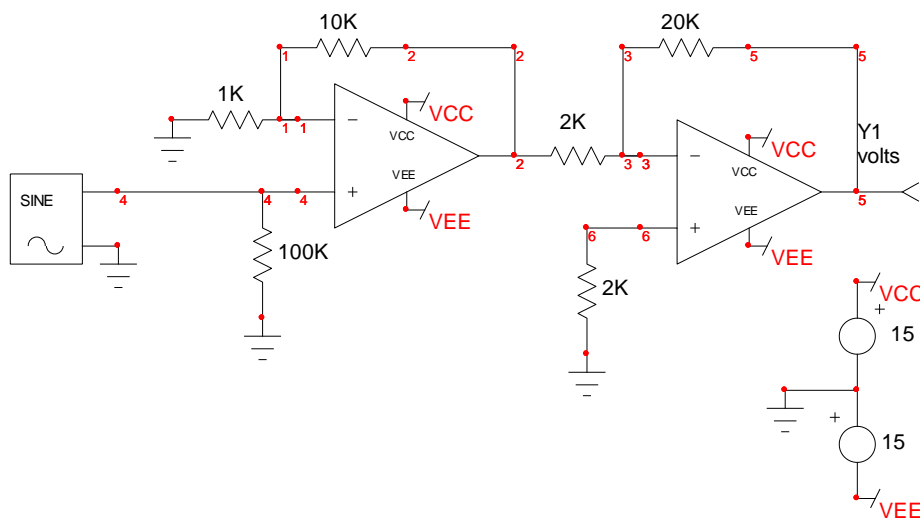 10K
20K
1 2 2
3 5 5
1K
VCC
2K
VCC
Y1
volts
1 1
VCC
2
3 3
VCC
SINE
4
4 4
VEE
VEE
VEE
VEE
5
100K
6 6
2K
VCC
15
15
VEE